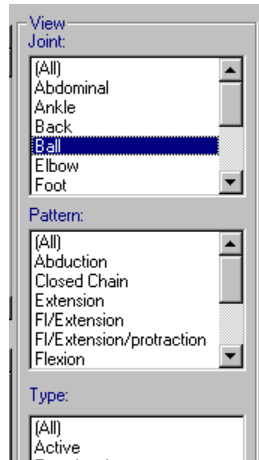 View
Joint:
(All)
Abdominal
Ankle
Back
Ball
Elbow
Foot
Pattern:
(All)
Abduction
Closed Chain
Extension
Fl/Extension
Fl/Extension/protraction
Flexion
Type:
(All)
Active